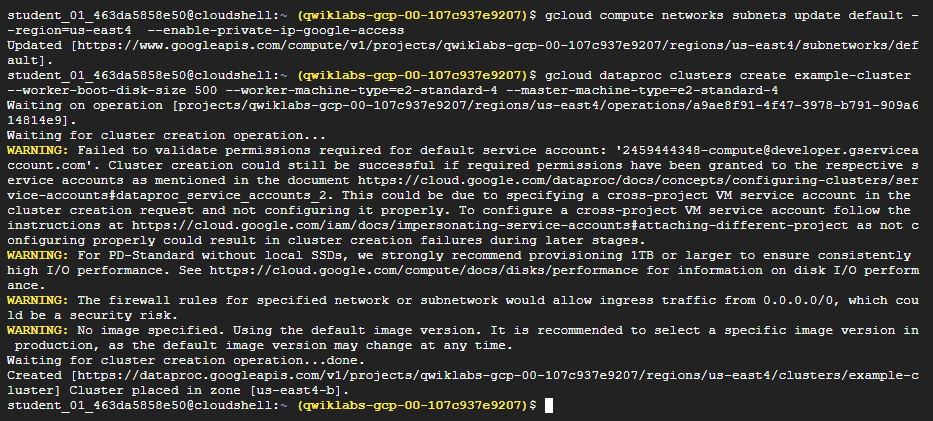 student_01_463da5858e50@cloudshell:~ (qwiklabs-gcp-00-107c937e9207)$ gcloud compute networks subnets update default -
-region=us-east4  --enable-private-ip-google-access
Updated [https://www.googleapis.com/compute/v1/projects/qwiklabs-gcp-00-107c937e9207/regions/us-east4/subnetworks/def
ault].
student_01_463da5858e50@cloudshell:~ (qwiklabs-gcp-00-107c937e9207)$ gcloud dataproc clusters create example-cluster
--worker-boot-disk-size 500 --worker-machine-type=e2-standard-4 --master-machine-type=e2-standard-4
Waiting on operation [projects/qwiklabs-gcp-00-107c937e9207/regions/us-east4/operations/a9ae8f91-4f47-3978-b791-909a6
14814e9].
Waiting for cluster creation operation...
WARNING: Failed to validate permissions required for default service account: '2459444348-compute@developer.gservicea
ccount.com'. Cluster creation could still be successful if required permissions have been granted to the respective s
ervice accounts as mentioned in the document https://cloud.google.com/dataproc/docs/concepts/configuring-clusters/ser
vice-accounts#dataproc_service_accounts_2. This could be due to specifying a cross-project VM service account in the
cluster creation request and not configuring it properly. To configure a cross-project VM service account follow the
instructions at https://cloud.google.com/iam/docs/impersonating-service-accounts#attaching-different-project as not c
onfiguring properly could result in cluster creation failures during later stages.
WARNING: For PD-Standard without local SSDs, we strongly recommend provisioning 1TB or larger to ensure consistently
high I/O performance. See https://cloud.google.com/compute/docs/disks/performance for information on disk I/O perform
ance.
WARNING: The firewall rules for specified network or subnetwork would allow ingress traffic from 0.0.0.0/0, which cou
ld be a security risk.
WARNING: No image specified. Using the default image version. It is recommended to select a specific image version in
 production, as the default image version may change at any time.
Waiting for cluster creation operation...done.
Created [https://dataproc.googleapis.com/v1/projects/qwiklabs-gcp-00-107c937e9207/regions/us-east4/clusters/example-c
luster] Cluster placed in zone [us-east4-b].
student_01_463da5858e50@cloudshell:~ (qwiklabs-gcp-00-107c937e9207)$